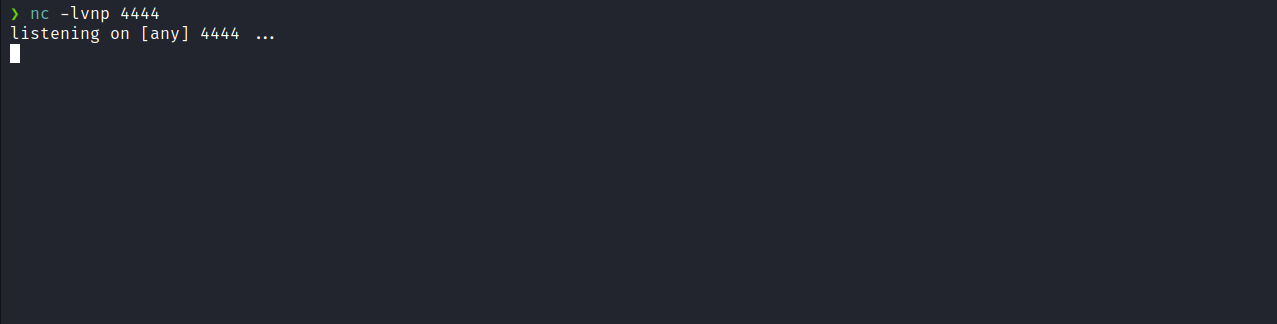 ❯ nc -lvnp 4444
listening on [any] 4444 ...